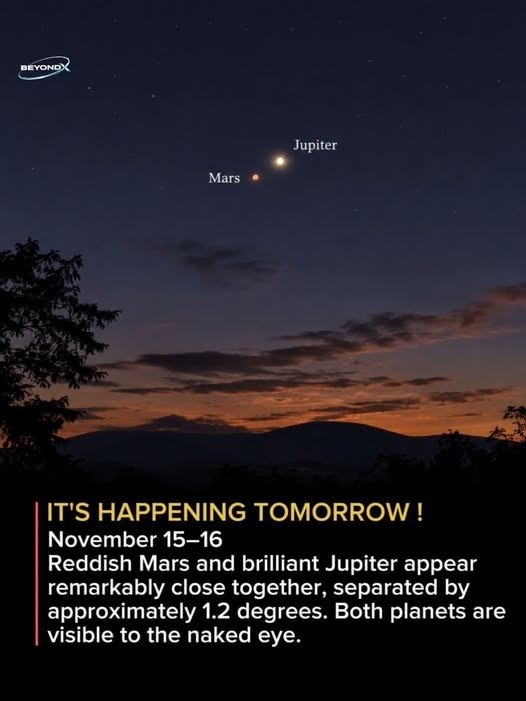 BEYONDX
Jupiter
Mars
IT'S HAPPENING TOMORROW !
November 15–16
Reddish Mars and brilliant Jupiter appear
remarkably close together, separated by
approximately 1.2 degrees. Both planets are
visible to the naked eye.